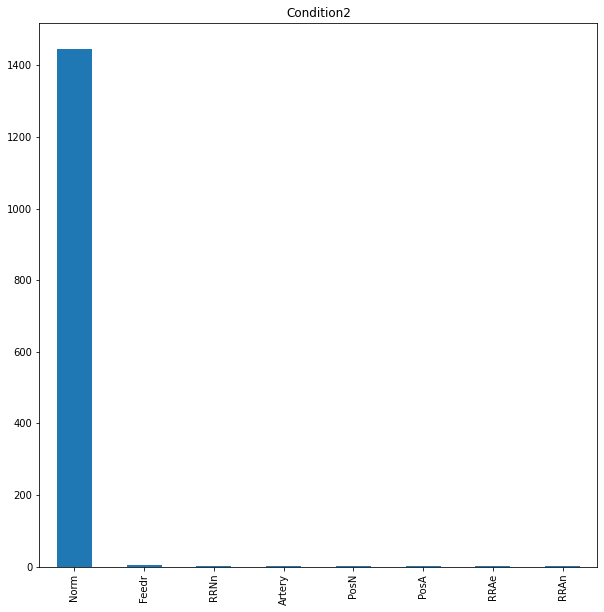 Condition2
1400
1200
1000
800
600
400
200
0
Norm
Feedr
RRNn
Artery
PosN
PosA
RRAe
RRAn